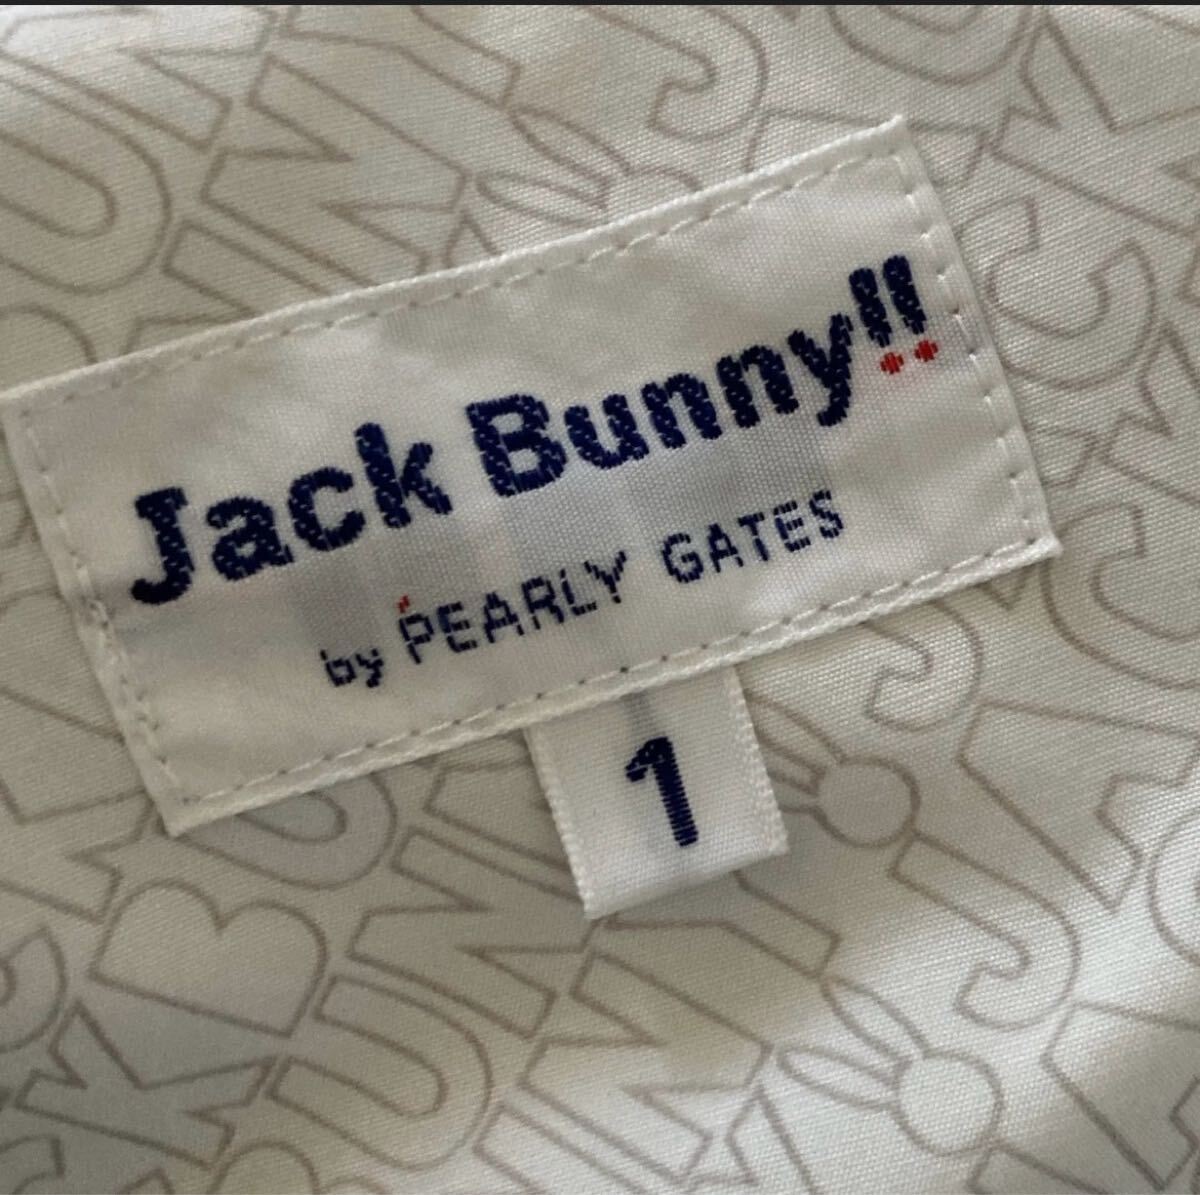 Jack Bunny!!
by PEARLY GATES
1